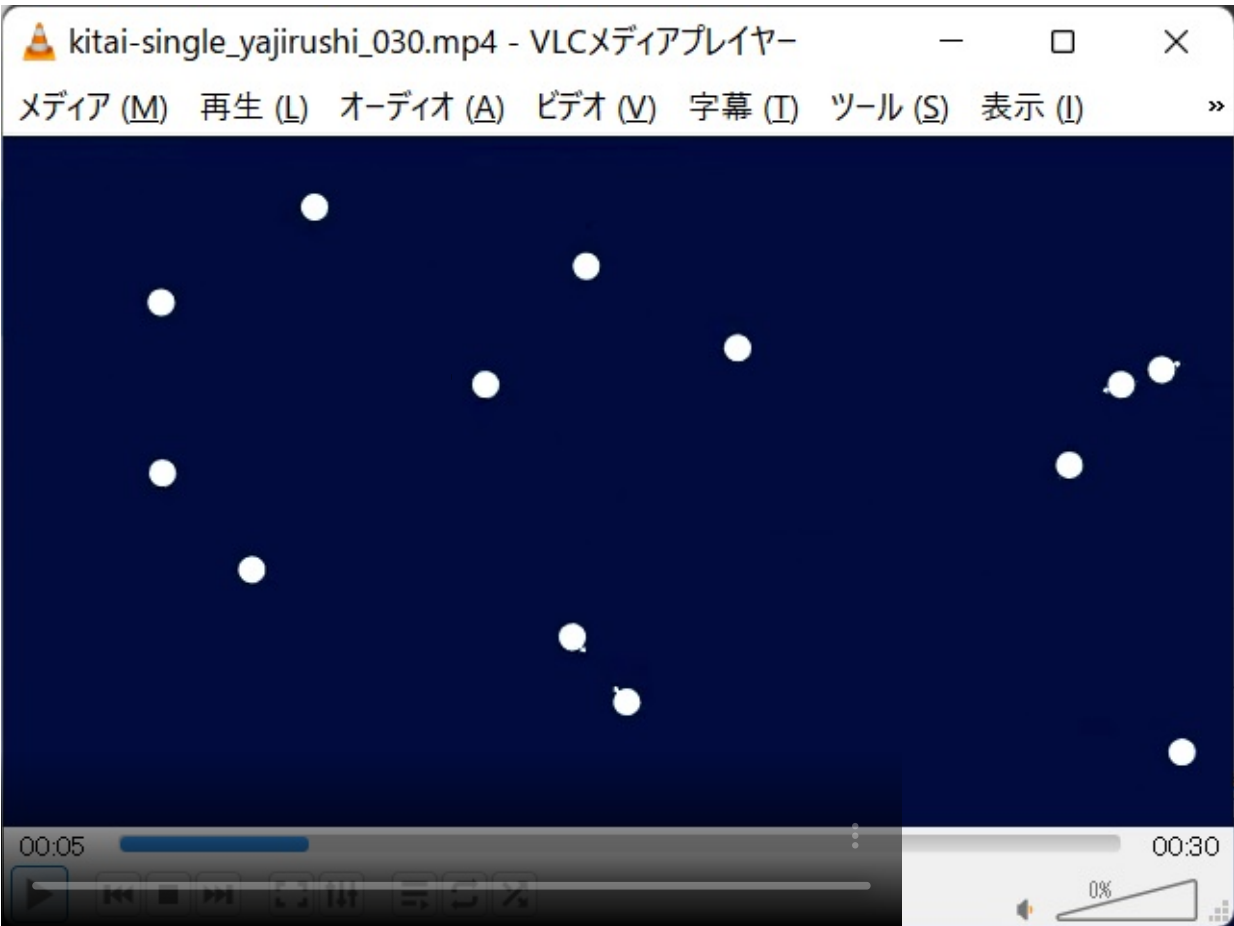 kitai-single_yajirushi_030.mp4 - VLCメディアプレイヤー
メディア (M) 再生 (L) オーディオ (A) ビデオ (V) 字幕 (T) ツール (S) 表示 (I) »
00:05 00:30
0%